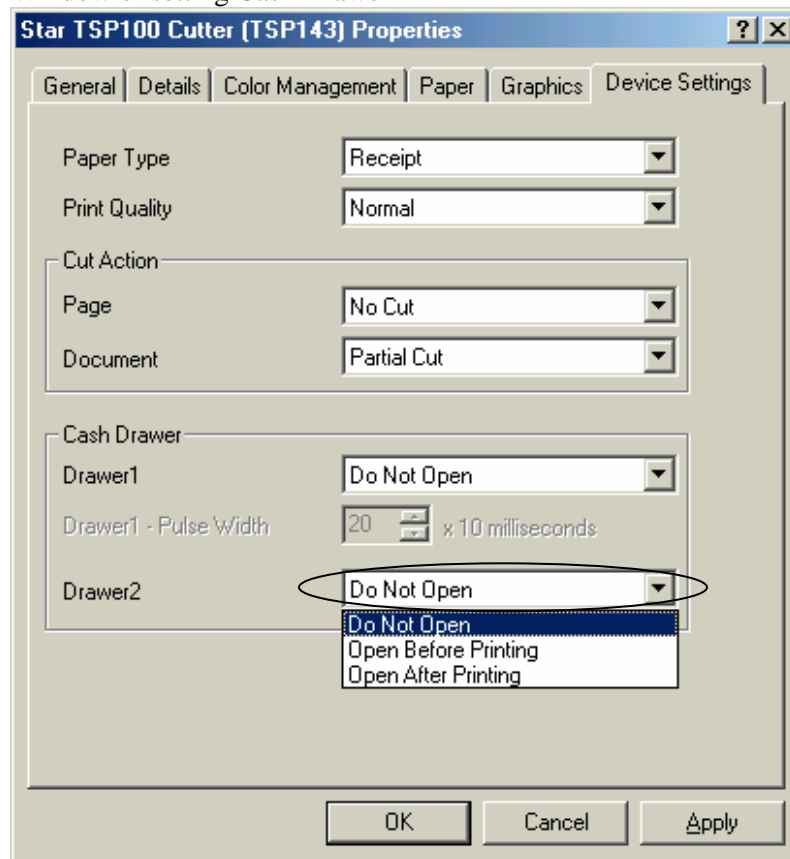 Star TSP100 Cutter (TSP143) Properties ? ×
General Details Color Management Paper Graphics Device Settings
Paper Type Receipt
Print Quality Normal
Cut Action
Page No Cut
Document Partial Cut
Cash Drawer
Drawer1 Do Not Open
Drawer1 - Pulse Width 20 x 10 milliseconds
Drawer2 Do Not Open
Do Not Open
Open Before Printing
Open After Printing
OK Cancel Apply